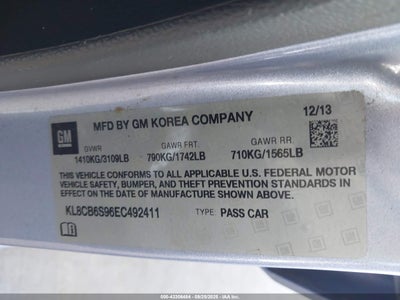 MFD BY GM KOREA COMPANY
12/13
GM
GVWR GAWR FRT. GAWR RR.
1410KG/3109LB 790KG/1742LB 710KG/1565LB
THIS VEHICLE CONFORMS TO ALL APPLICABLE U.S. FEDERAL MOTOR
VEHICLE SAFETY, BUMPER, AND THEFT PREVENTION STANDARDS IN
EFFECT ON THE DATE OF MANUFACTURE SHOWN ABOVE.
KL8CB6S96EC492411 TYPE: PASS CAR